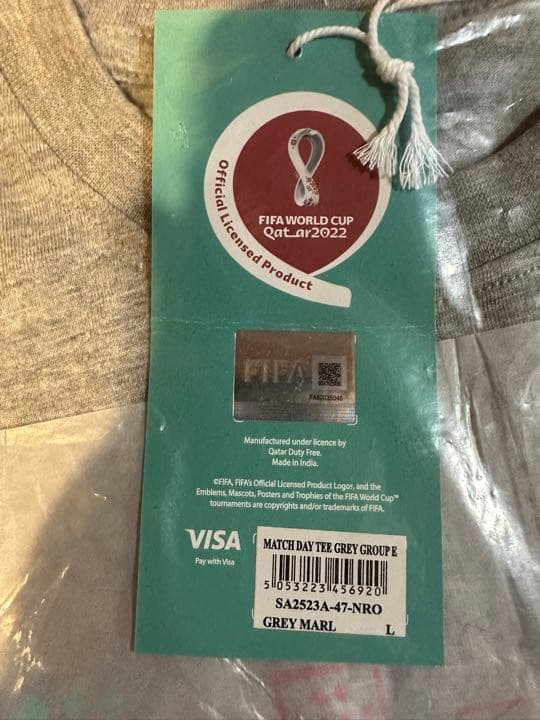 Official Licensed Product
FIFA WORLD CUP
Qatar2022
FIFA
Manufactured under licence by
Qatar Duty Free.
Made in India.
©FIFA, FIFA's Official Licensed Product Logos, and the
Emblems, Mascots, Posters and Trophies of the FIFA World Cup™
tournaments are copyrights and/or trademarks of FIFA.
VISA
Pay with Visa
MATCH DAY TEE GREY GROUP E
5 053223 456920
SA2523A-47-NRO
GREY MARL L